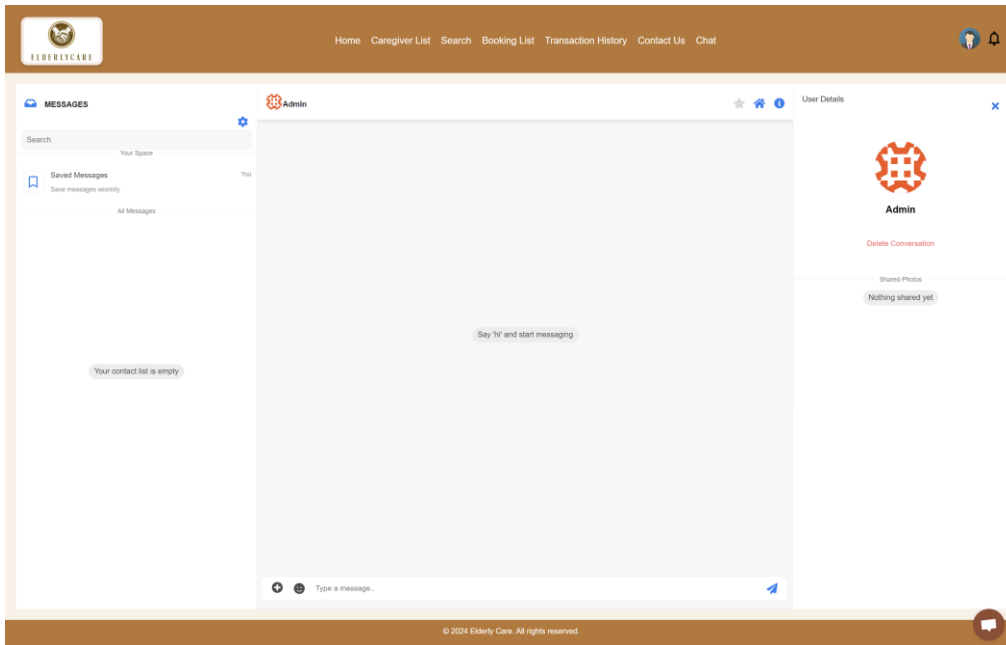 ELDERLYCARE
Home Caregiver List Search Booking List Transaction History Contact Us Chat
MESSAGES
Search
Your Space
Saved Messages You
Save messages secretly
All Messages
Your contact list is empty
Admin
Say 'hi' and start messaging
Type a message..
User Details
Admin
Delete Conversation
Shared Photos
Nothing shared yet
© 2024 Elderly Care. All rights reserved.